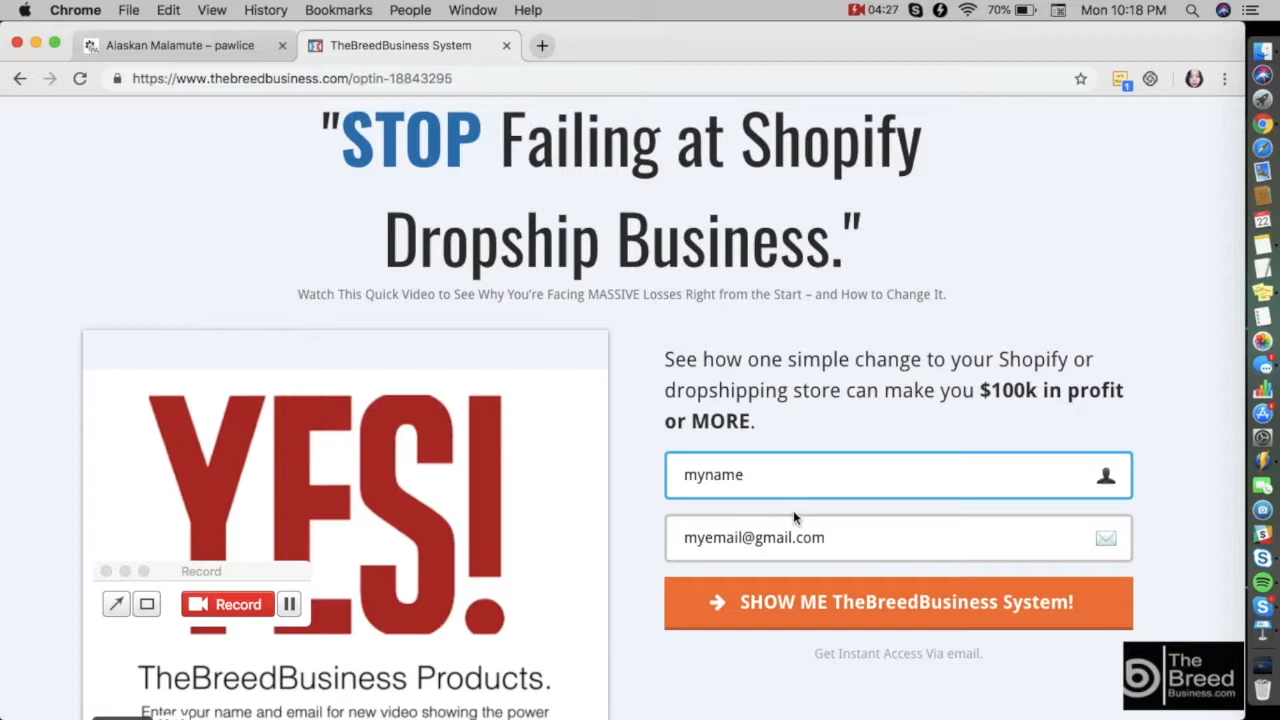 Chrome File Edit View History Bookmarks People Window Help 04:27 70% Mon 10:18 PM
Alaskan Malamute – pawlice
TheBreedBusiness System
https://www.thebreedbusiness.com/optin-18843295
1
"STOP Failing at Shopify
Dropship Business."
Watch This Quick Video to See Why You're Facing MASSIVE Losses Right from the Start – and How to Change It.
YES!
Record
Record
TheBreedBusiness Products.
Enter your name and email for new video showing the power
See how one simple change to your Shopify or
dropshipping store can make you $100k in profit
or MORE.
myname
myemail@gmail.com
SHOW ME TheBreedBusiness System!
Get Instant Access Via email.
b The
Breed
Business.com
22